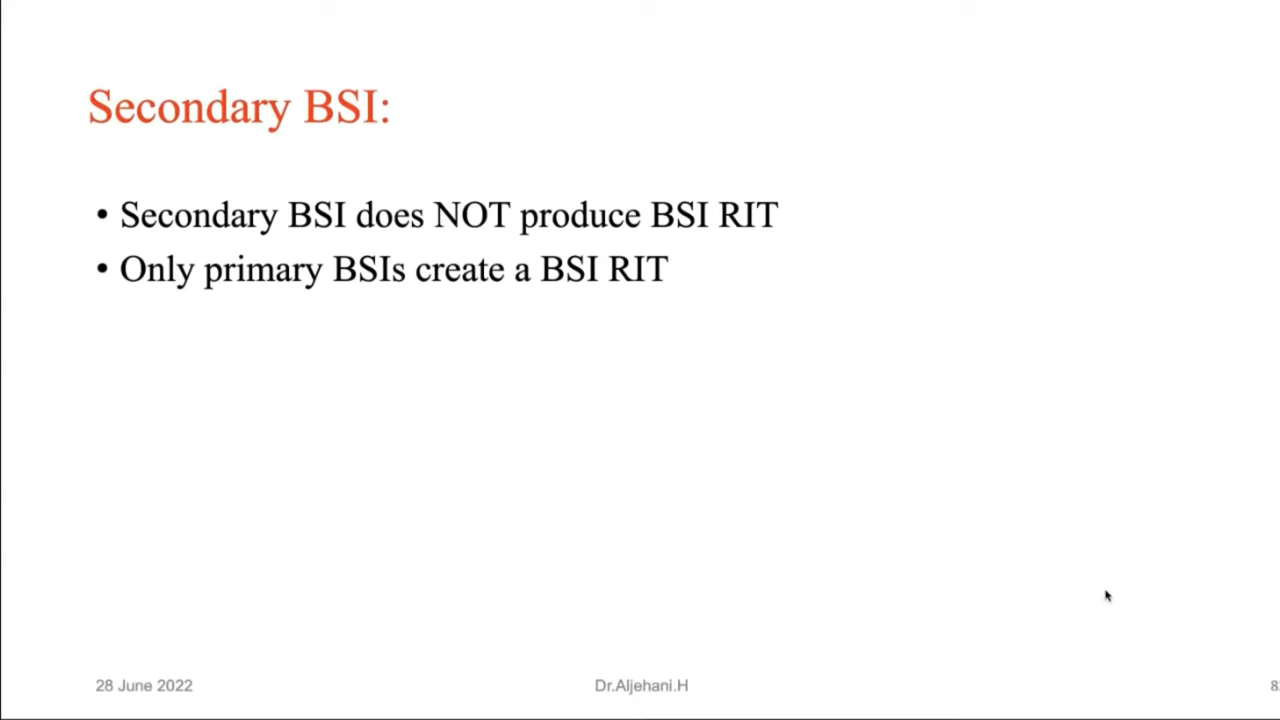 Secondary BSI:
• Secondary BSI does NOT produce BSI RIT
• Only primary BSIs create a BSI RIT
28 June 2022
Dr.Aljehani.H